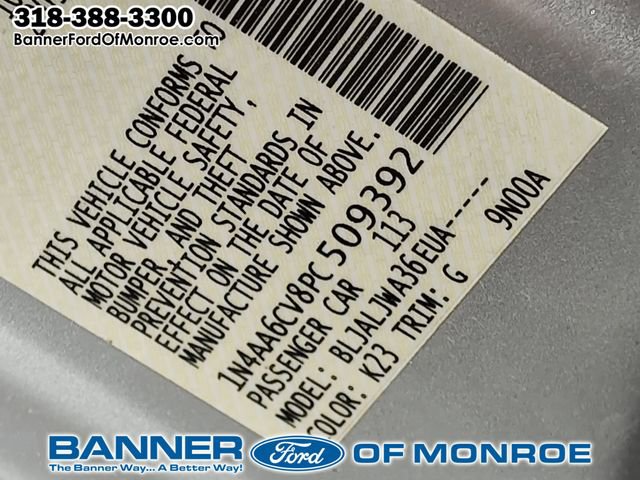 318-388-3300
BannerFordOfMonroe.com
THIS VEHICLE CONFORMS
ALL APPLICABLE FEDERAL
MOTOR VEHICLE SAFETY,
BUMPER, AND THEFT
PREVENTION STANDARDS IN
EFFECT ON THE DATE OF
MANUFACTURE SHOWN ABOVE.
1N4AA6CV8PC509392
PASSENGER CAR 113
MODEL: BLJALJWA36EUA-----
COLOR: K23 TRIM: G 9N00A
BANNER Ford OF MONROE
The Banner Way... A Better Way!